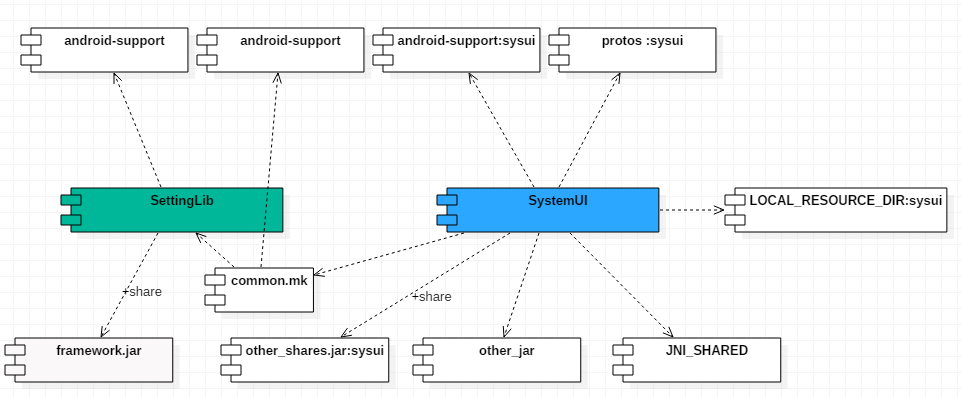 android-support
android-support
android-support:sysui
protos :sysui
SettingLib
SystemUI
LOCAL_RESOURCE_DIR:sysui
common.mk
+share
+share
framework.jar
other_shares.jar:sysui
other_jar
JNI_SHARED